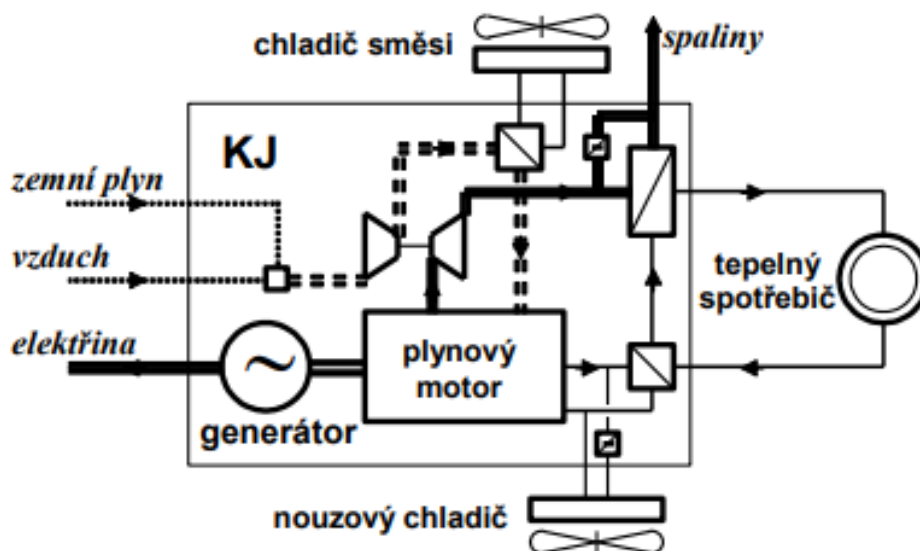 chladič směsi
spaliny
KJ
zemní plyn
vzduch
tepelný
spotřebič
elektřina
~
plynový
motor
generátor
nouzový chladič